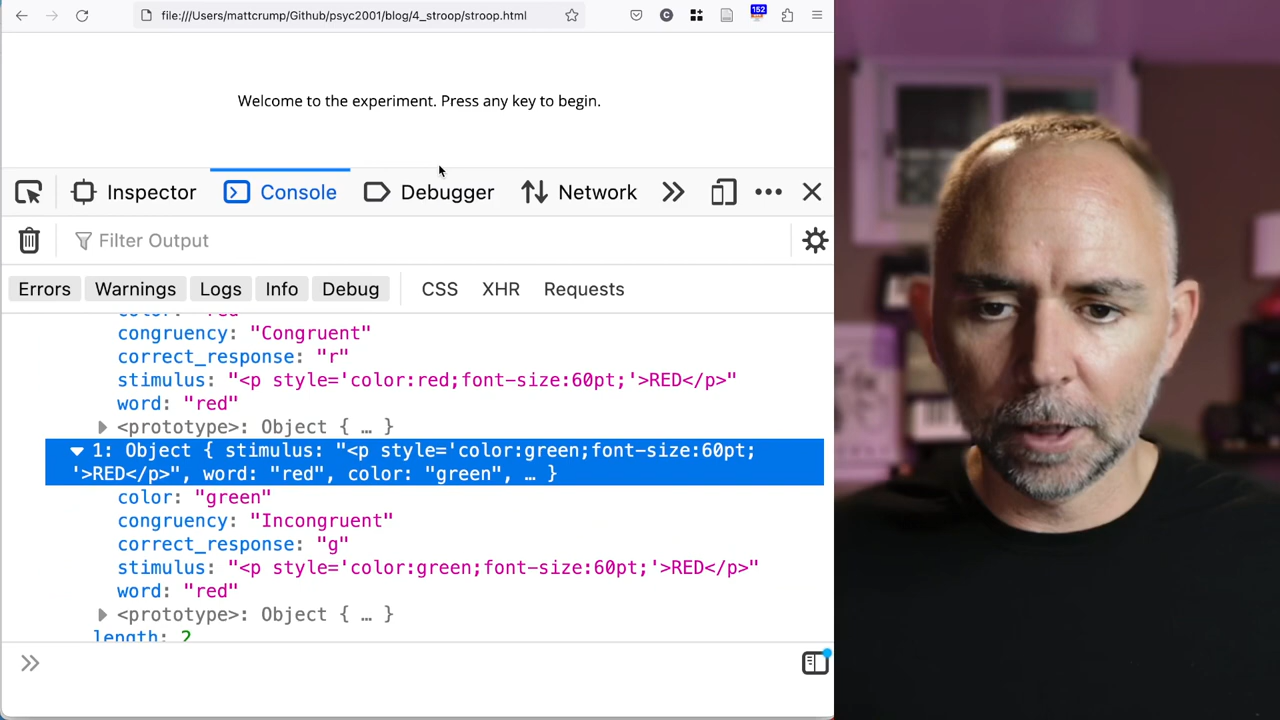 file:///Users/mattcrump/Github/psyc2001/blog/4_stroop/stroop.html
C
152
Welcome to the experiment. Press any key to begin.
Inspector Console Debugger Network
Filter Output
Errors Warnings Logs Info Debug CSS XHR Requests
color: "red"
congruency: "Congruent"
correct_response: "r"
stimulus: "<p style='color:red;font-size:60pt;'>RED</p>"
word: "red"
<prototype>: Object { … }
1: Object { stimulus: "<p style='color:green;font-size:60pt;
'>RED</p>", word: "red", color: "green", … }
color: "green"
congruency: "Incongruent"
correct_response: "g"
stimulus: "<p style='color:green;font-size:60pt;'>RED</p>"
word: "red"
<prototype>: Object { … }
length: 2